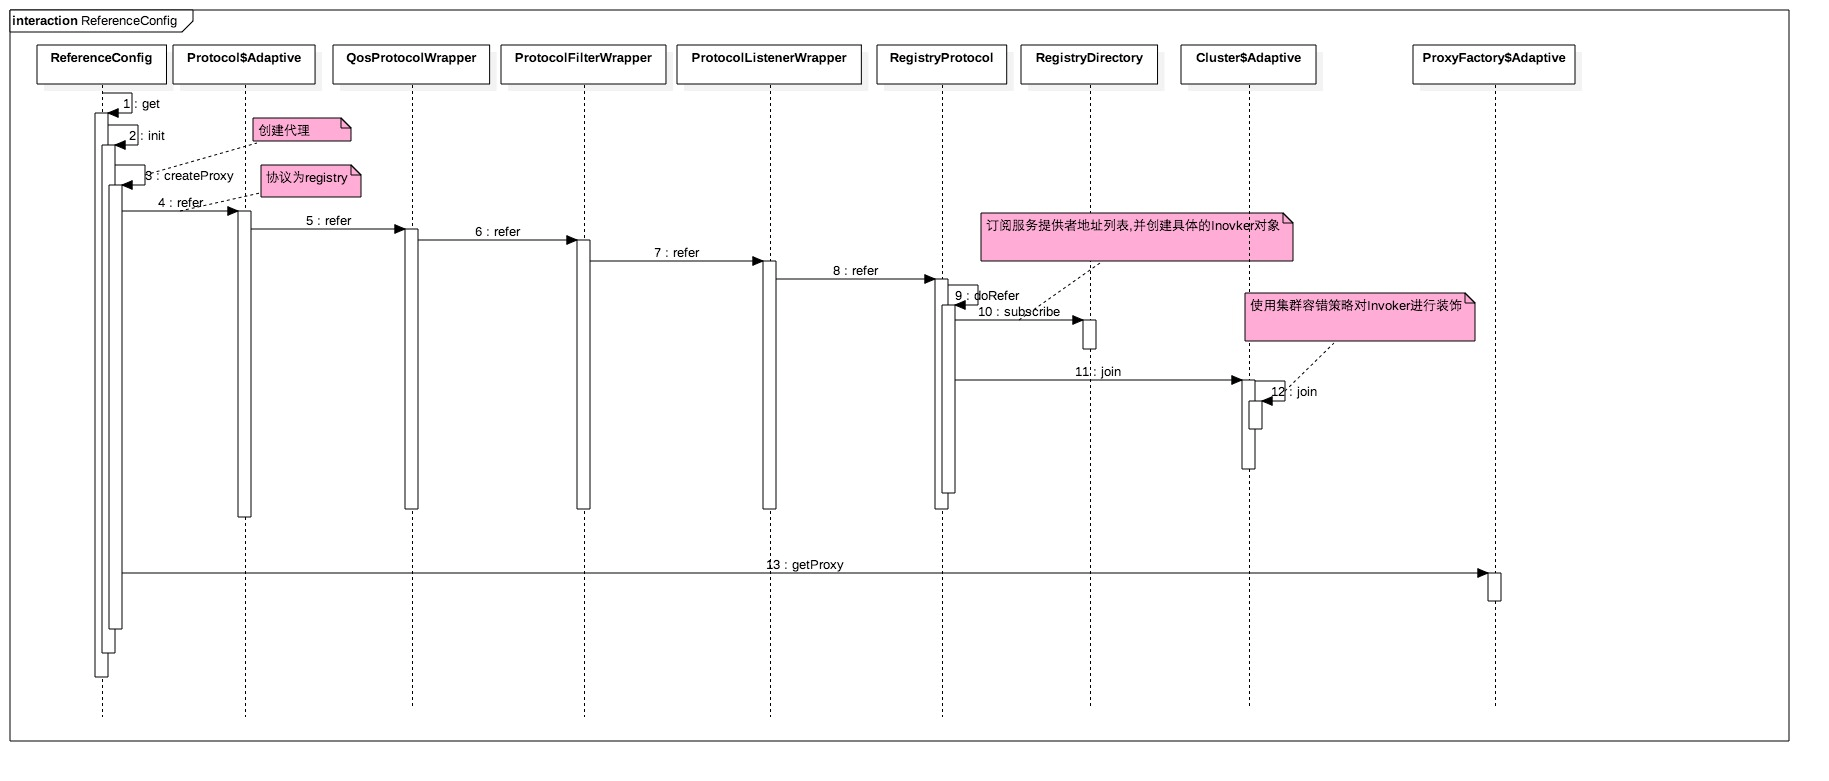 interaction ReferenceConfig
ReferenceConfig
Protocol$Adaptive
QosProtocolWrapper
ProtocolFilterWrapper
ProtocolListenerWrapper
RegistryProtocol
RegistryDirectory
Cluster$Adaptive
ProxyFactory$Adaptive
1 : get
2 : init
创建代理
3 : createProxy
协议为registry
4 : refer
5 : refer
6 : refer
7 : refer
8 : refer
订阅服务提供者地址列表,并创建具体的Inovker对象
9 : doRefer
10 : subscribe
使用集群容错策略对Invoker进行装饰
11 : join
12 : join
13 : getProxy